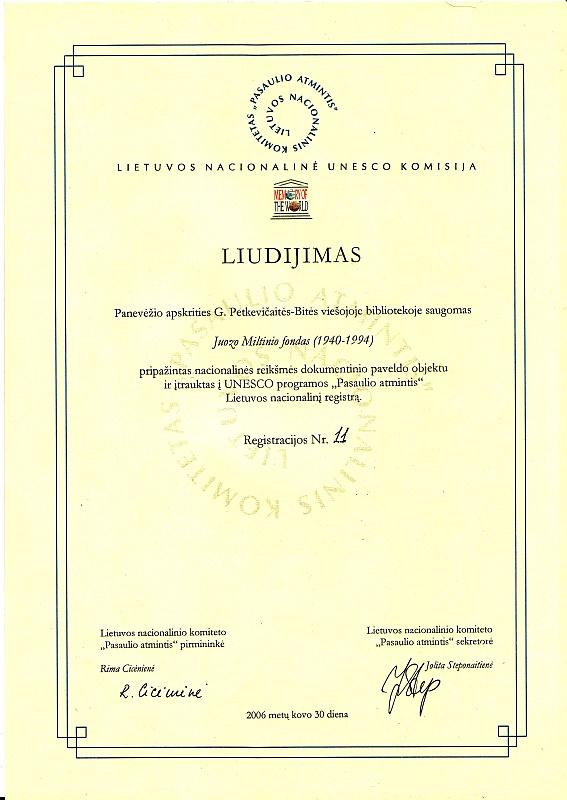 „PASAULIO ATMINTIS“
LIETUVOS NACIONALINIS KOMITETAS
LIETUVOS NACIONALINĖ UNESCO KOMISIJA
MEMORY OF
THE WORLD
LIUDIJIMAS
Panevėžio apskrities G. Petkevičaitės-Bitės viešojoje bibliotekoje saugomas
Juozo Miltinio fondas (1940-1994)
pripažintas nacionalinės reikšmės dokumentinio paveldo objektu
ir įtrauktas į UNESCO programos „Pasaulio atmintis“
Lietuvos nacionalinį registrą.
Registracijos Nr. 11
Lietuvos nacionalinio komiteto
„Pasaulio atmintis“ pirmininkė
Rima Cicėnienė
R. Cicėnienė
Lietuvos nacionalinio komiteto
„Pasaulio atmintis“ sekretorė
Jolita Steponaitienė
2006 metų kovo 30 diena